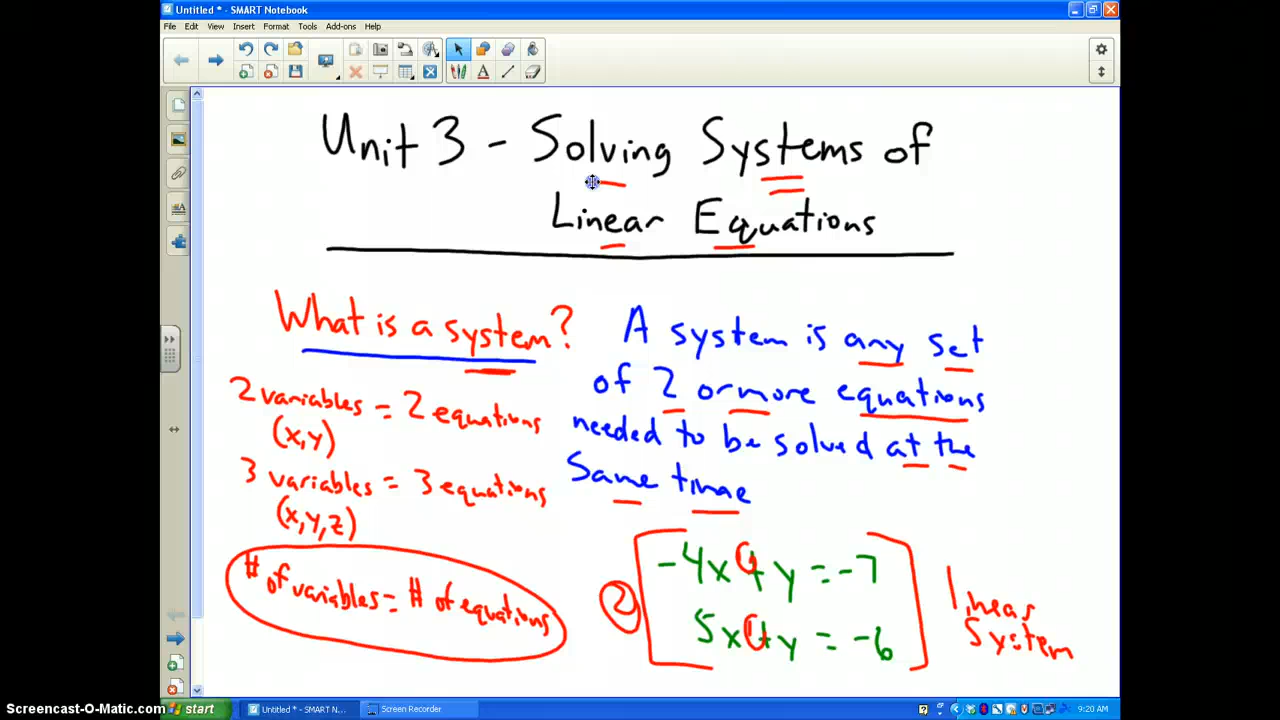 Untitled * - SMART Notebook
File Edit View Insert Format Tools Add-ons Help
Unit 3 - Solving Systems of
Linear Equations
What is a system?
2 variables = 2 equations
(x,y)
3 variables = 3 equations
(x,y,z)
# of variables = # of equations
A system is any set
of 2 or more equations
needed to be solved at the
same time
2
-4x + y = -7
5x + y = -6
linear
system
Screencast-O-Matic.com
start
Untitled * - SMART N...
Screen Recorder
9:20 AM